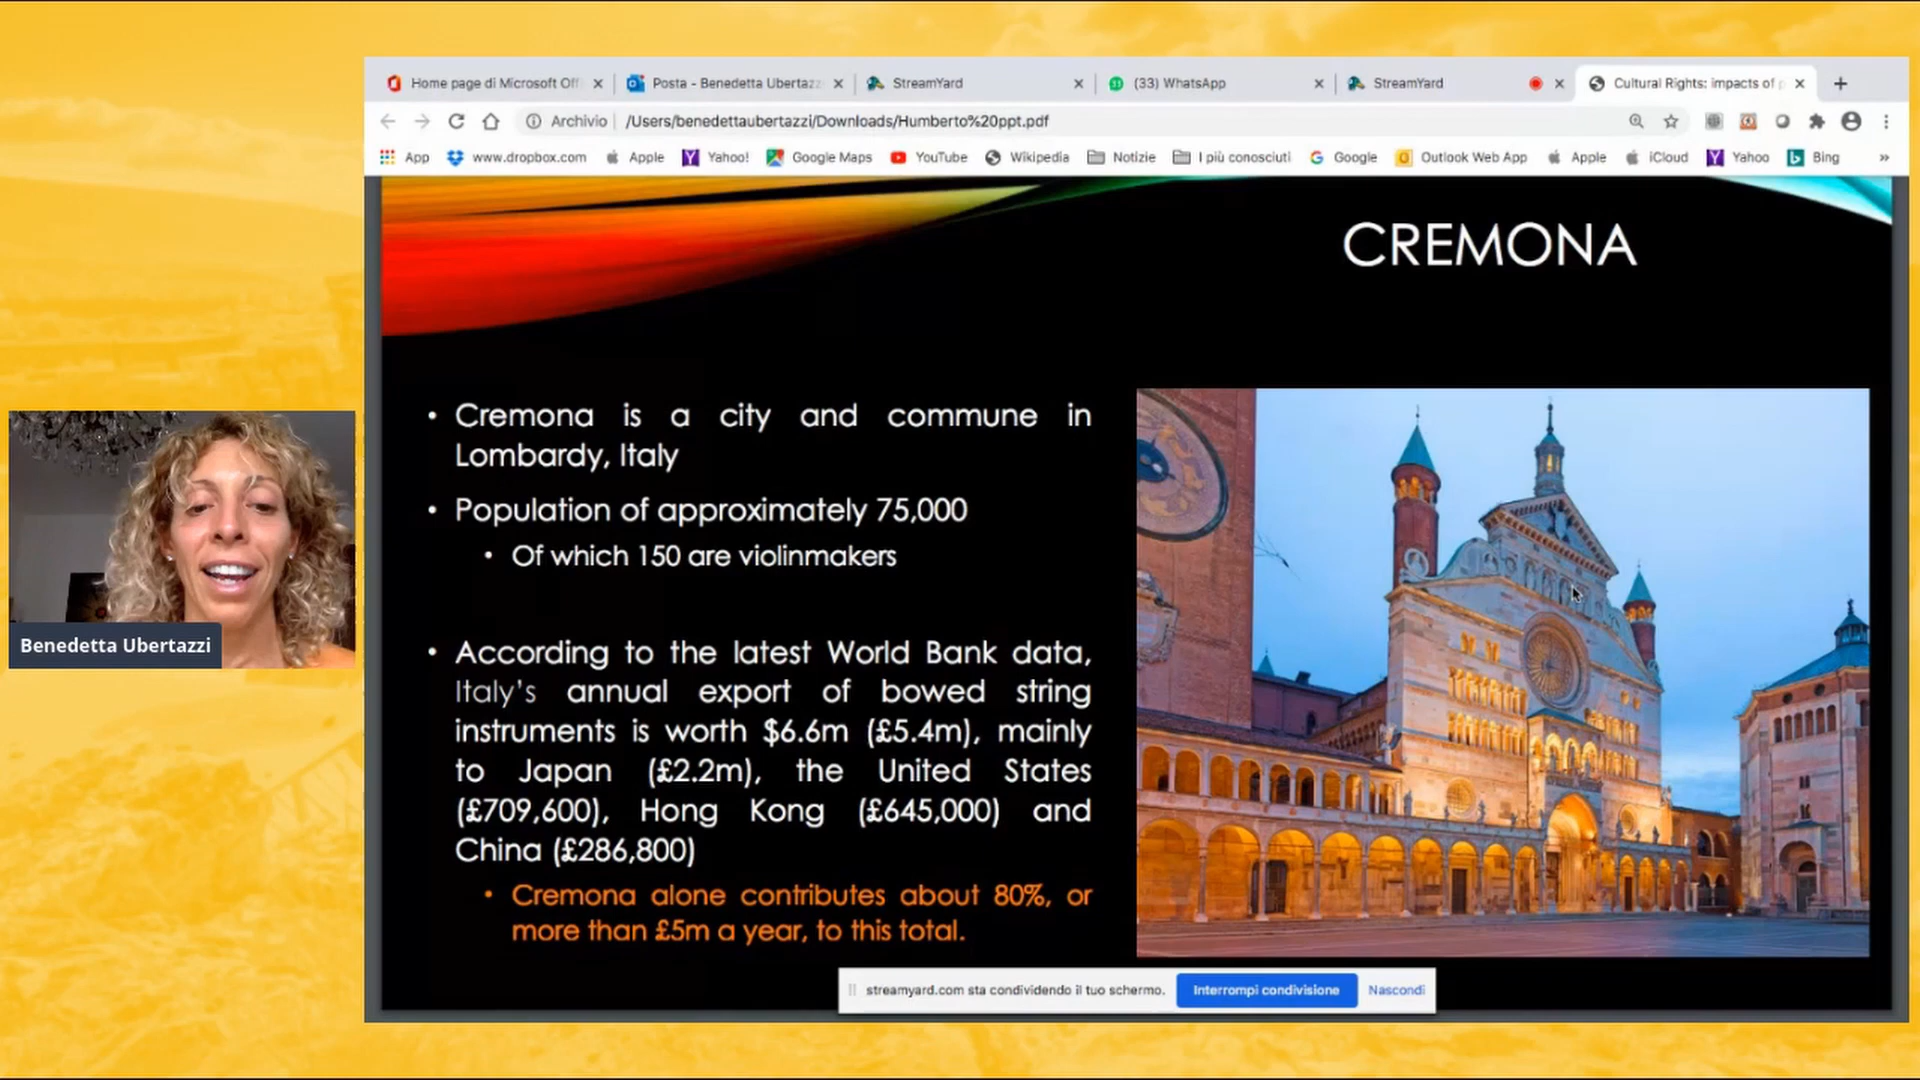 Home page di Microsoft Off
Posta - Benedetta Ubertazz
StreamYard
(33) WhatsApp
StreamYard
Cultural Rights: impacts of p
Archivio
/Users/benedettaubertazzi/Downloads/Humberto%20ppt.pdf
App
www.dropbox.com
Apple
Yahoo!
Google Maps
YouTube
Wikipedia
Notizie
I più conosciuti
Google
Outlook Web App
Apple
iCloud
Yahoo
Bing
CREMONA
• Cremona is a city and commune in
Lombardy, Italy
• Population of approximately 75,000
• Of which 150 are violinmakers
• According to the latest World Bank data,
Italy's annual export of bowed string
instruments is worth $6.6m (£5.4m), mainly
to Japan (£2.2m), the United States
(£709,600), Hong Kong (£645,000) and
China (£286,800)
• Cremona alone contributes about 80%, or
more than £5m a year, to this total.
Benedetta Ubertazzi
streamyard.com sta condividendo il tuo schermo.
Interrompi condivisione
Nascondi